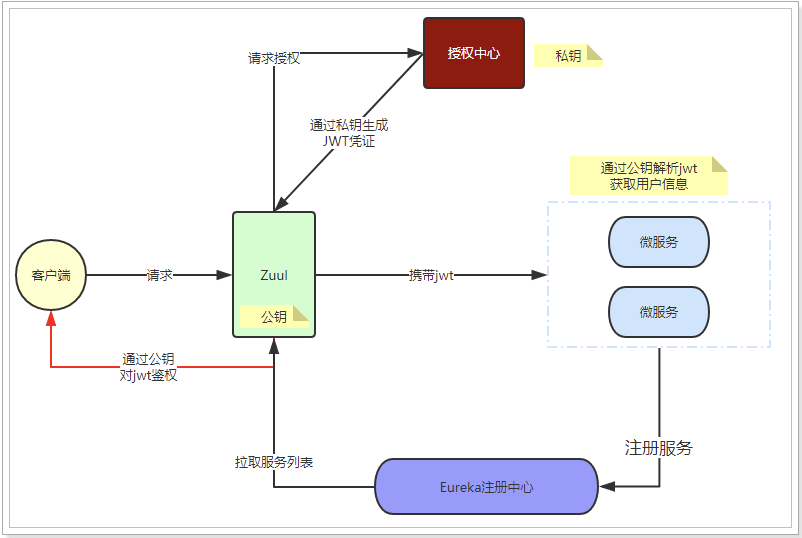 请求授权
授权中心
私钥
通过私钥生成
JWT凭证
通过公钥解析jwt
获取用户信息
微服务
客户端
请求
Zuul
携带jwt
公钥
微服务
通过公钥
对jwt鉴权
注册服务
拉取服务列表
Eureka注册中心